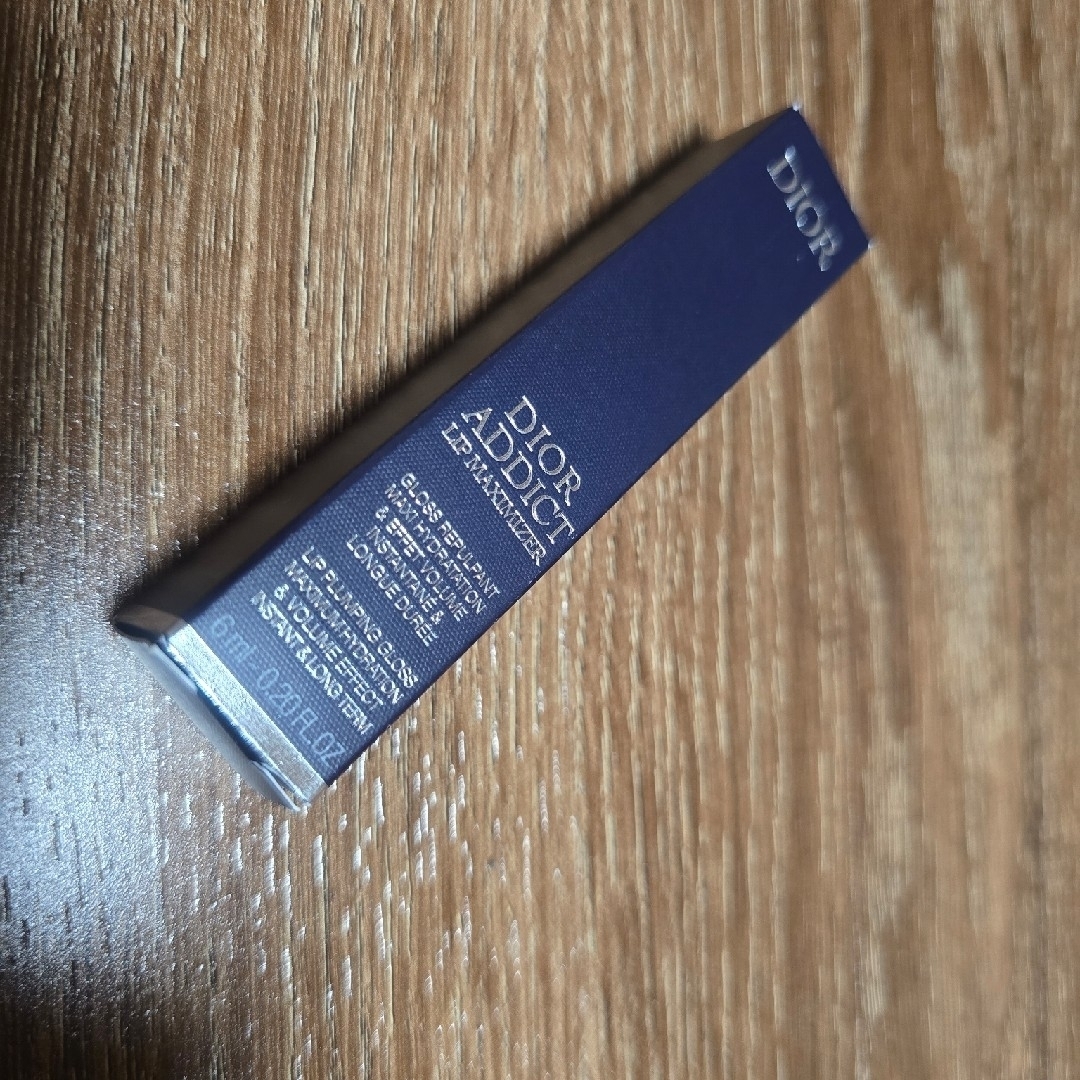 DIOR
DIOR
ADDICT
LIP MAXIMIZER
GLOSS REPULPANT
MAXI HYDRATATION
& EFFET VOLUME
INSTANTANÉ &
LONGUE DURÉE
LIP PLUMPING GLOSS
MAXIMUM HYDRATION
& VOLUME EFFECT
INSTANT & LONG TERM
6 ml - 0.20 FL. OZ